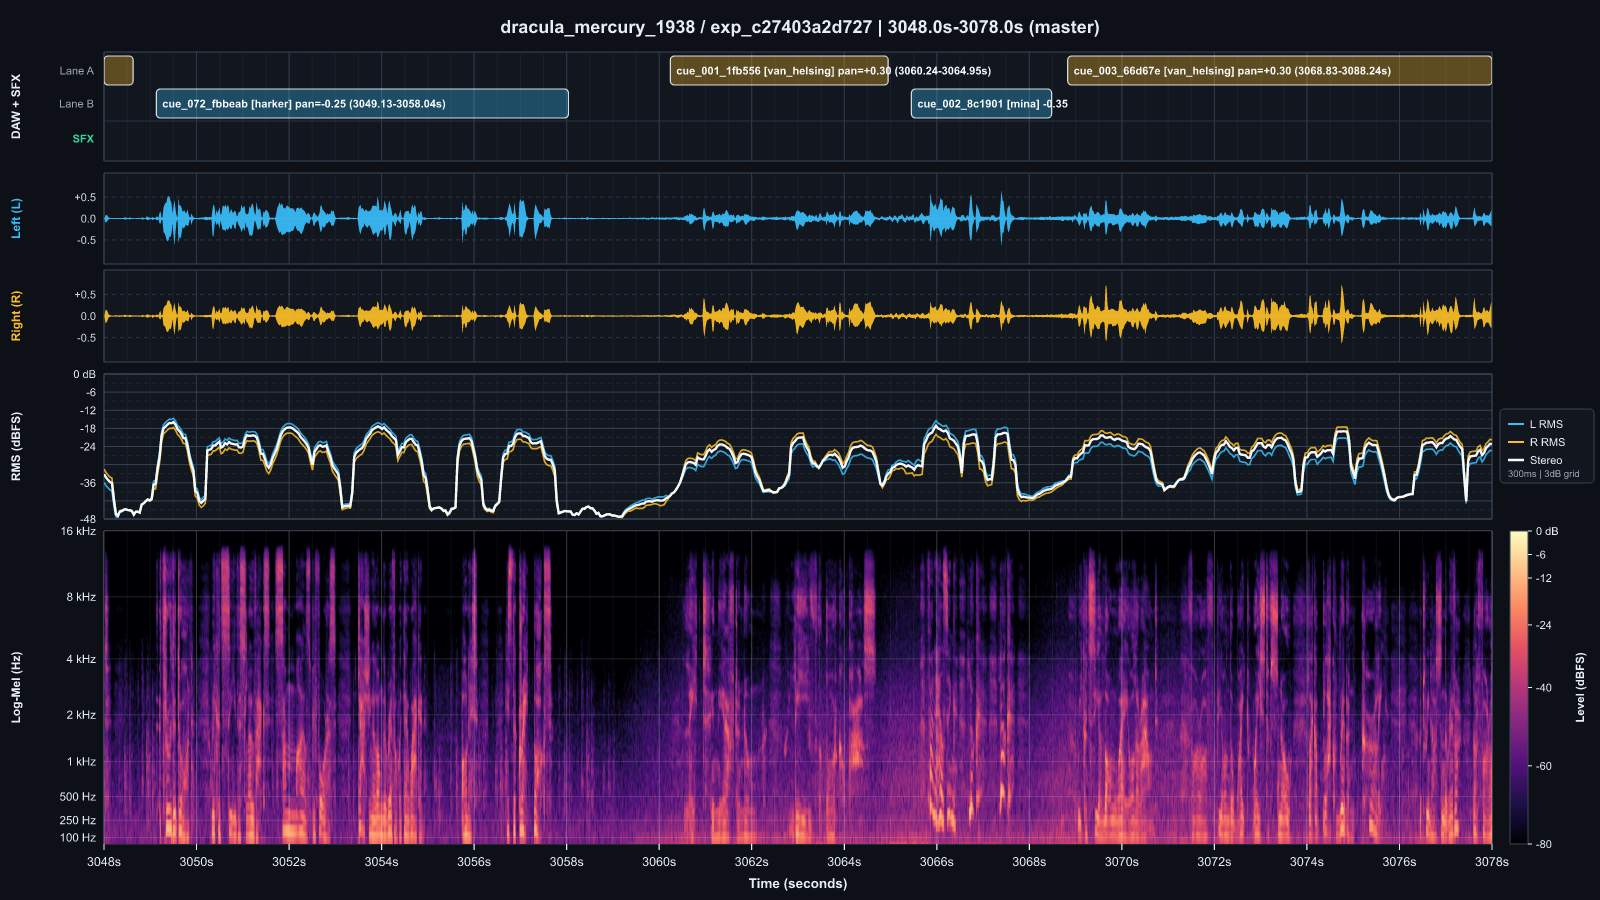 dracula_mercury_1938 / exp_c27403a2d727 | 3048.0s-3078.0s (master)
DAW + SFX
Lane A
cue_001_1fb556 [van_helsing] pan=+0.30 (3060.24-3064.95s)
cue_003_66d67e [van_helsing] pan=+0.30 (3068.83-3088.24s)
Lane B
cue_072_fbbeab [harker] pan=-0.25 (3049.13-3058.04s)
cue_002_8c1901 [mina] -0.35
SFX
Left (L)
+0.5
0.0
-0.5
Right (R)
+0.5
0.0
-0.5
RMS (dBFS)
0 dB
-6
-12
-18
-24
-36
-48
L RMS
R RMS
Stereo
300ms | 3dB grid
Log-Mel (Hz)
16 kHz
8 kHz
4 kHz
2 kHz
1 kHz
500 Hz
250 Hz
100 Hz
0 dB
-6
-12
-24
-40
-60
-80
Level (dBFS)
3048s 3050s 3052s 3054s 3056s 3058s 3060s 3062s 3064s 3066s 3068s 3070s 3072s 3074s 3076s 3078s
Time (seconds)